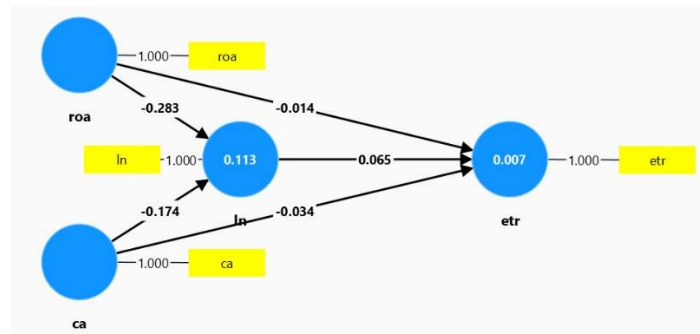 1.000 roa
roa
-0.283
-0.014
ln 1.000 0.113 0.065 0.007 1.000 etr
-0.174
-0.034
ln
etr
1.000 ca
ca